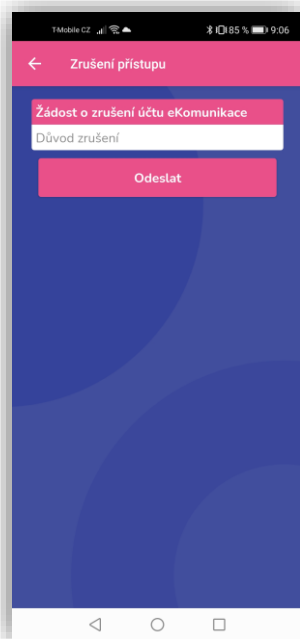 T-Mobile CZ 85 % 9:06
Zrušení přístupu
Žádost o zrušení účtu eKomunikace
Důvod zrušení
Odeslat